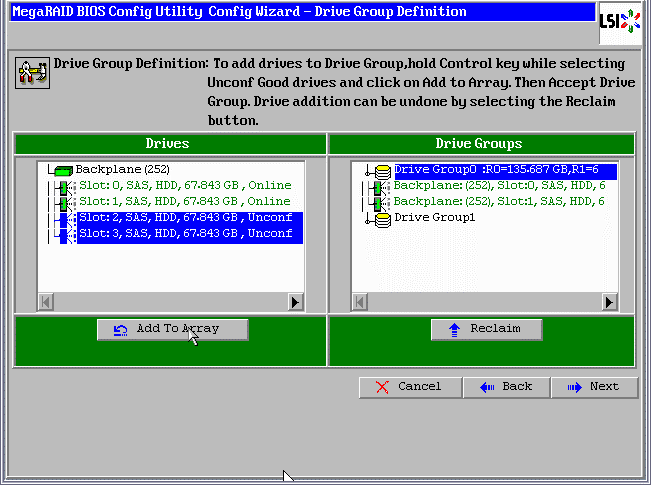 MegaRAID BIOS Config Utility Config Wizard – Drive Group Definition
LSI
Drive Group Definition: To add drives to Drive Group,hold Control key while selecting
Unconf Good drives and click on Add to Array. Then Accept Drive
Group. Drive addition can be undone by selecting the Reclaim
button.
Drives
Backplane (252)
Slot: 0, SAS, HDD, 67.843 GB , Online
Slot: 1, SAS, HDD, 67.843 GB , Online
Slot: 2, SAS, HDD, 67.843 GB , Unconf
Slot: 3, SAS, HDD, 67.843 GB , Unconf
Add To Array
Drive Groups
Drive Group0 :R0=135.687 GB,R1=6
Backplane: (252), Slot:0, SAS, HDD, 6
Backplane: (252), Slot:1, SAS, HDD, 6
Drive Group1
Reclaim
Cancel
Back
Next